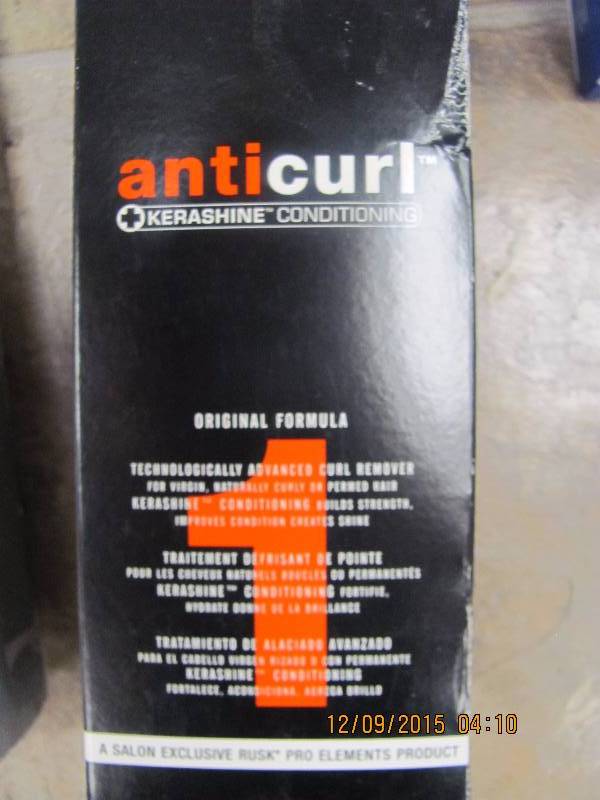 anticurl™
KERASHINE™ CONDITIONING
ORIGINAL FORMULA
1
TECHNOLOGICALLY ADVANCED CURL REMOVER
FOR VIRGIN, NATURALLY CURLY OR PERMED HAIR
KERASHINE™ CONDITIONING BUILDS STRENGTH,
IMPROVES CONDITION CREATES SHINE
TRAITEMENT DEFRISANT DE POINTE
POUR LES CHEVEUX NATURELS BOUCLES OU PERMANENTÉS
KERASHINE™ CONDITIONING FORTIFIE,
HYDRATE DONNE DE LA BRILLANCE
TRATAMIENTO DE ALACIADO AVANZADO
PARA EL CABELLO VIRGEN RIZADO O CON PERMANENTE
KERASHINE™ CONDITIONING
FORTALECE, ACONDICIONA, AGREGA BRILLO
12/09/2015 04:10
A SALON EXCLUSIVE RUSK® PRO ELEMENTS PRODUCT